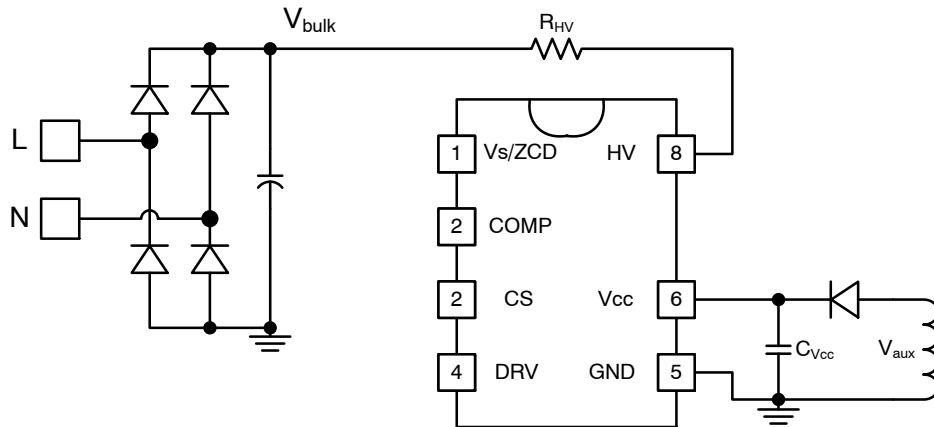 V_bulk
R_HV
L
N
1 Vs/ZCD HV 8
2 COMP
2 CS Vcc 6
4 DRV GND 5
C_Vcc
V_aux